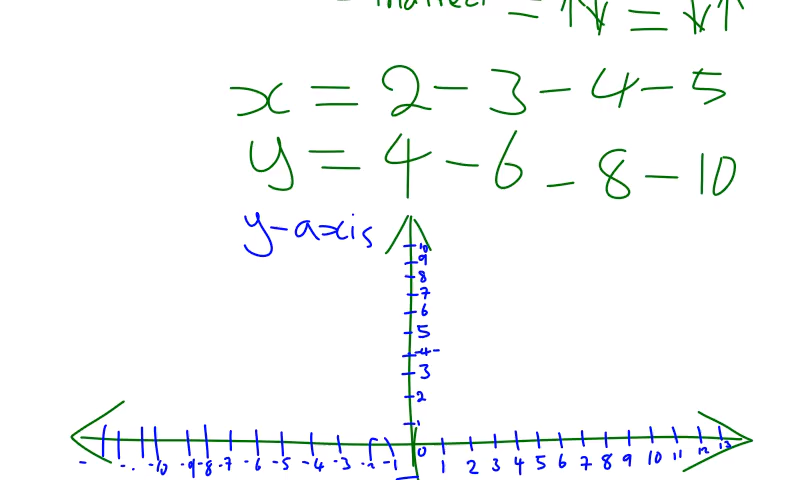 x = 2 - 3 - 4 - 5
y = 4 - 6 - 8 - 10
y-axis
10
9
8
7
6
5
4
3
2
1
-10 -9 -8 -7 -6 -5 -4 -3 -2 -1 0 1 2 3 4 5 6 7 8 9 10 11 12 13